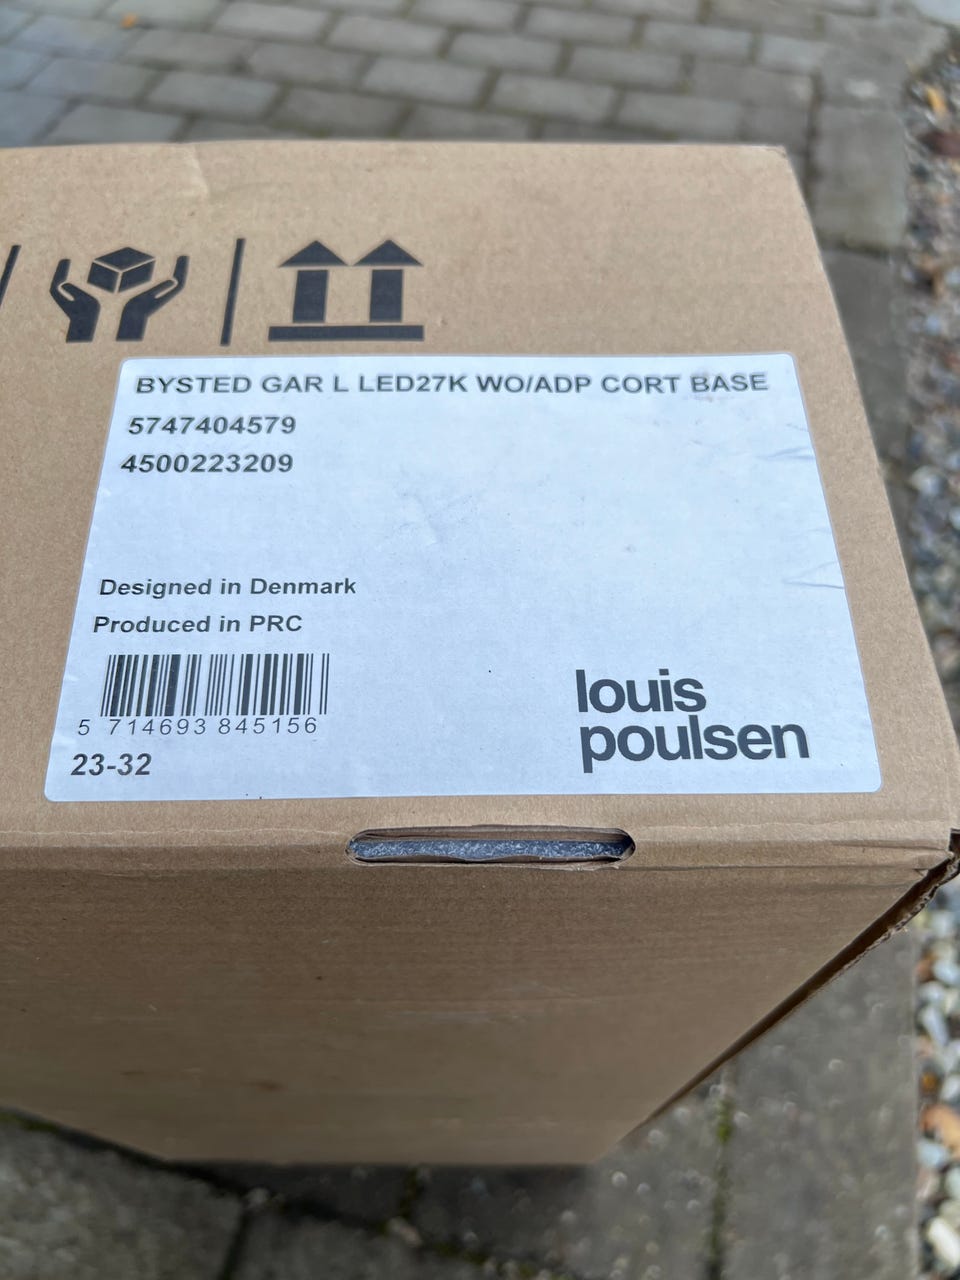 BYSTED GAR L LED27K WO/ADP CORT BASE
5747404579
4500223209
Designed in Denmark
Produced in PRC
5 714693 845156
23-32
louis
poulsen